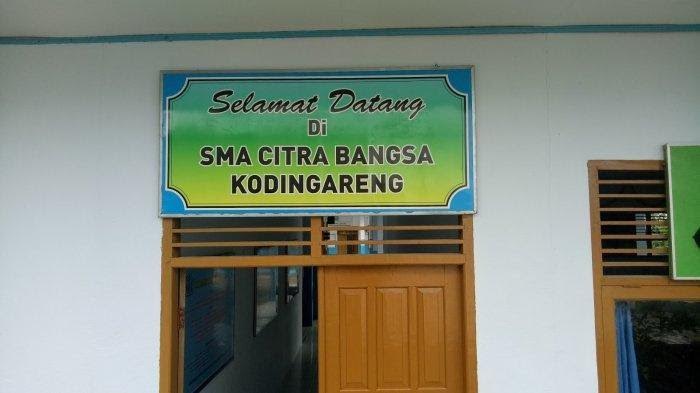 Selamat Datang
Di
SMA CITRA BANGSA
KODINGARENG